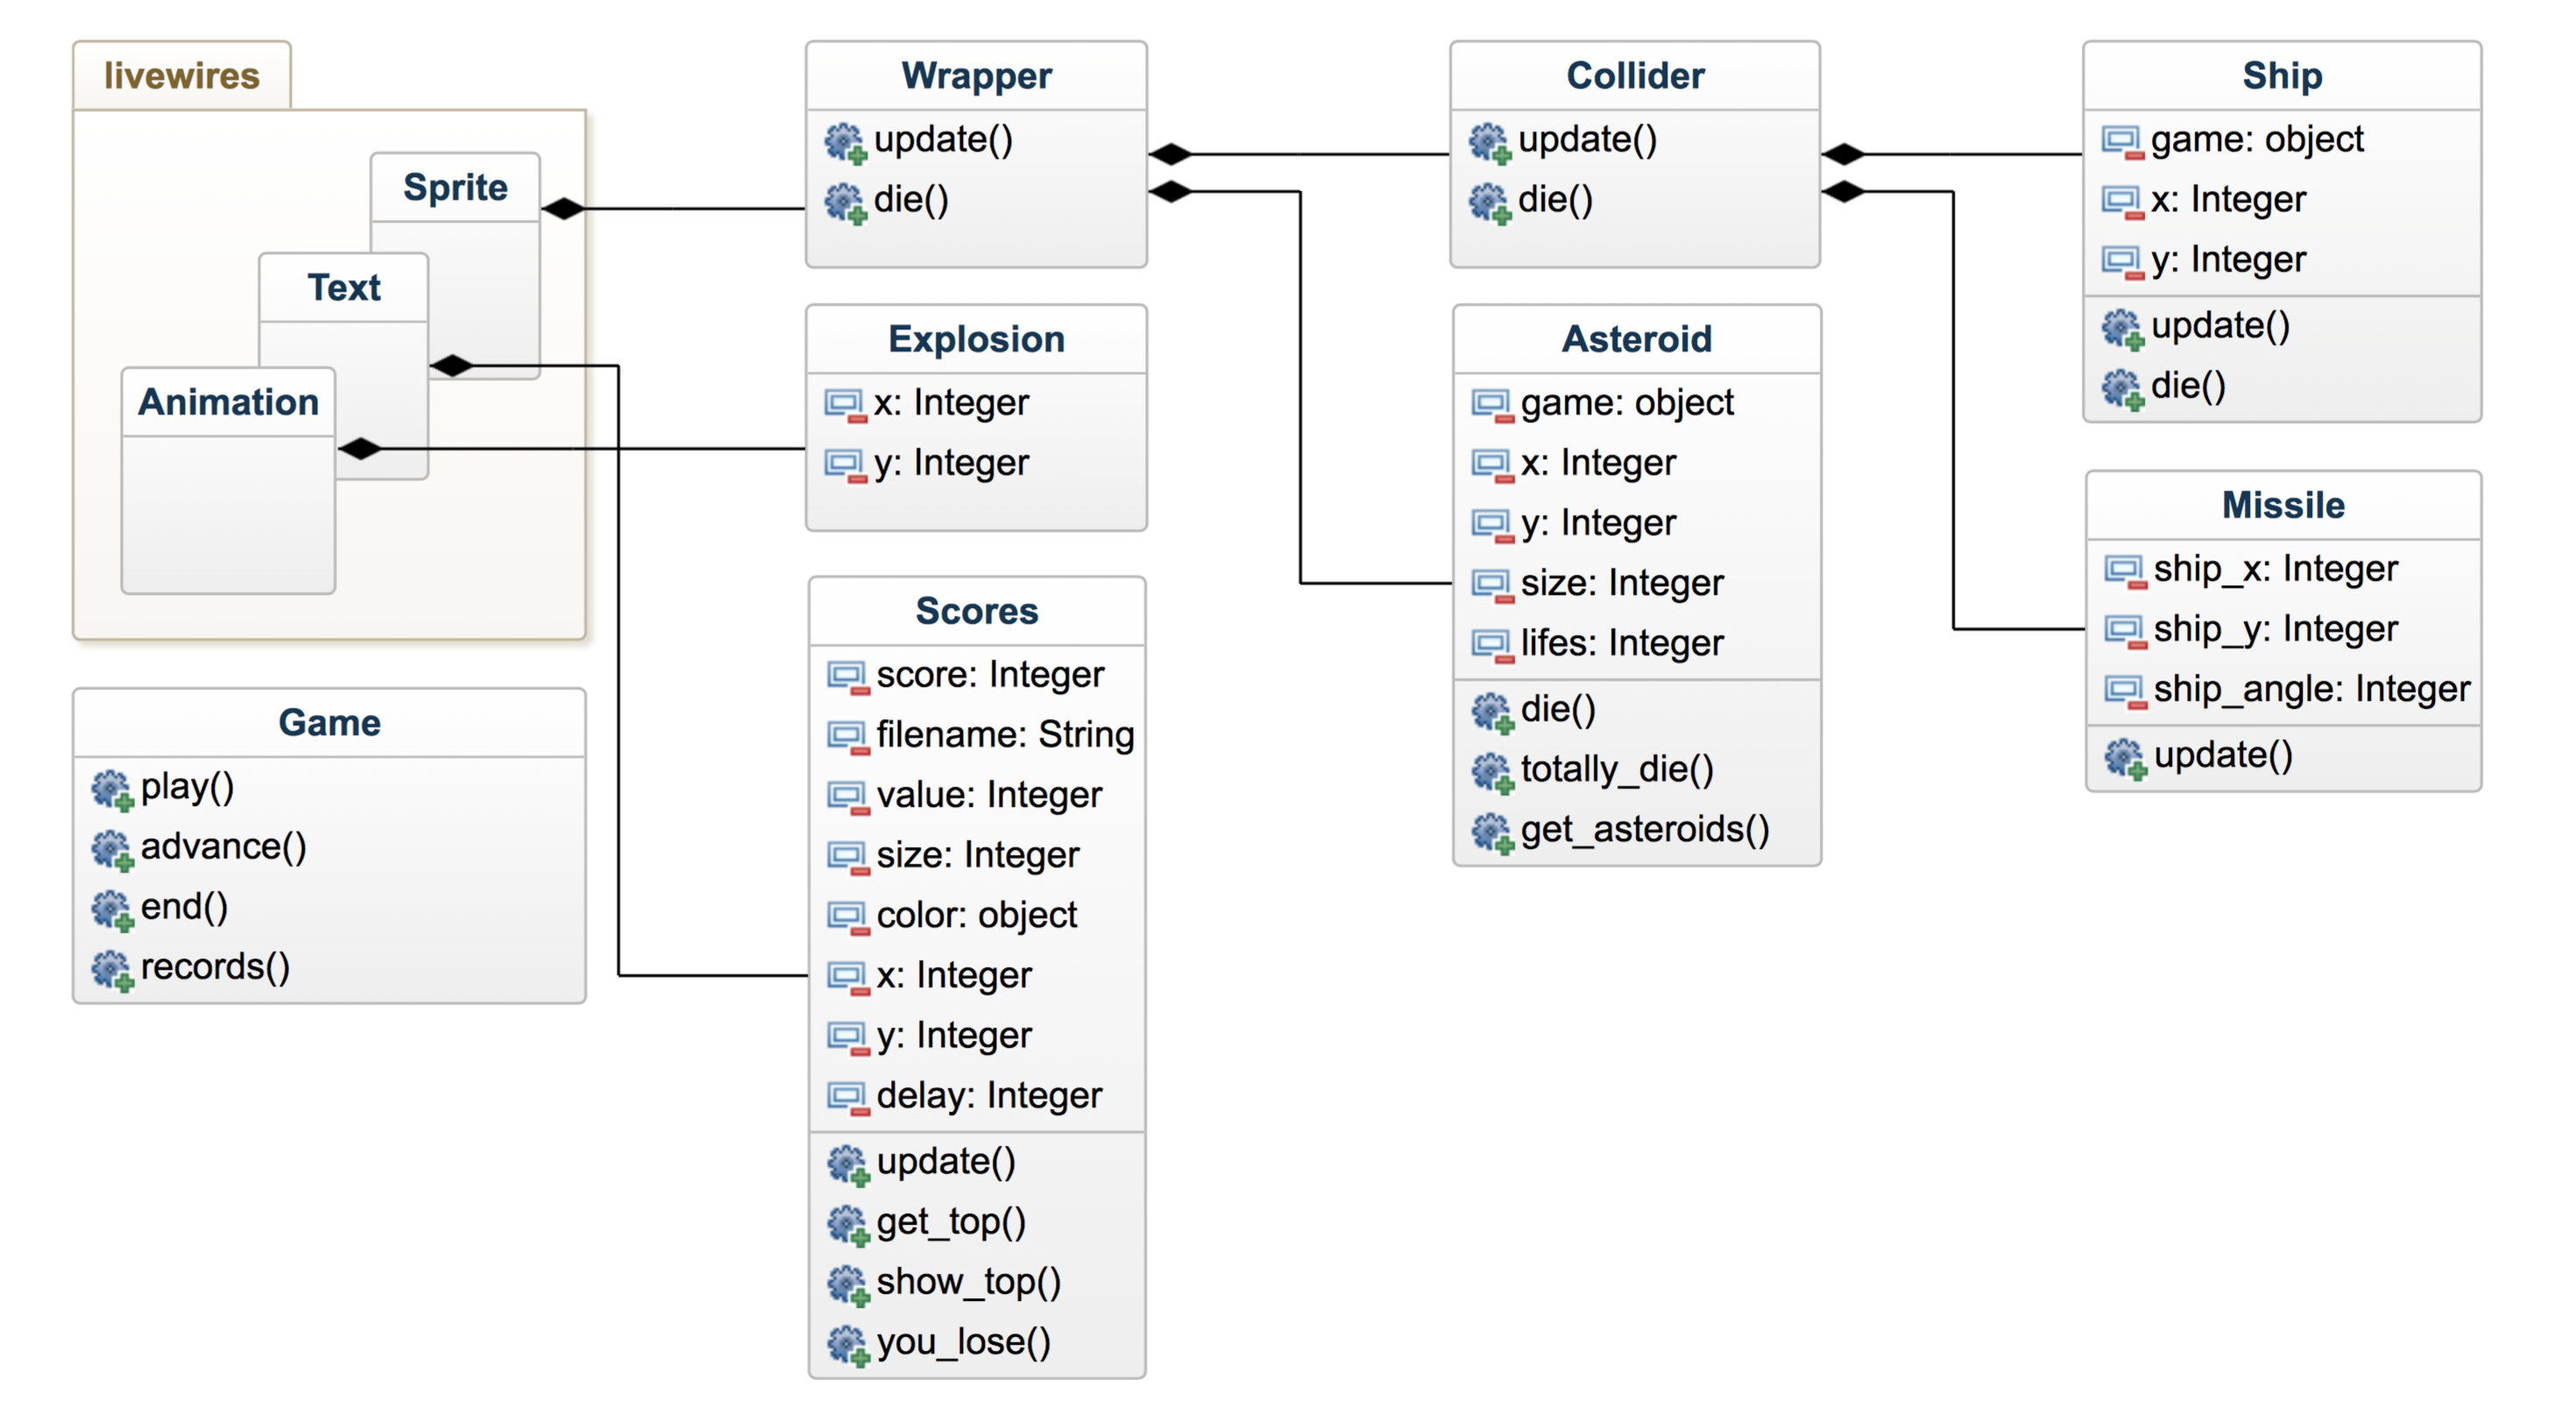 livewires
Sprite
Text
Animation
Game
play()
advance()
end()
records()
Wrapper
update()
die()
Explosion
x: Integer
y: Integer
Scores
score: Integer
filename: String
value: Integer
size: Integer
color: object
x: Integer
y: Integer
delay: Integer
update()
get_top()
show_top()
you_lose()
Collider
update()
die()
Asteroid
game: object
x: Integer
y: Integer
size: Integer
lifes: Integer
die()
totally_die()
get_asteroids()
Ship
game: object
x: Integer
y: Integer
update()
die()
Missile
ship_x: Integer
ship_y: Integer
ship_angle: Integer
update()